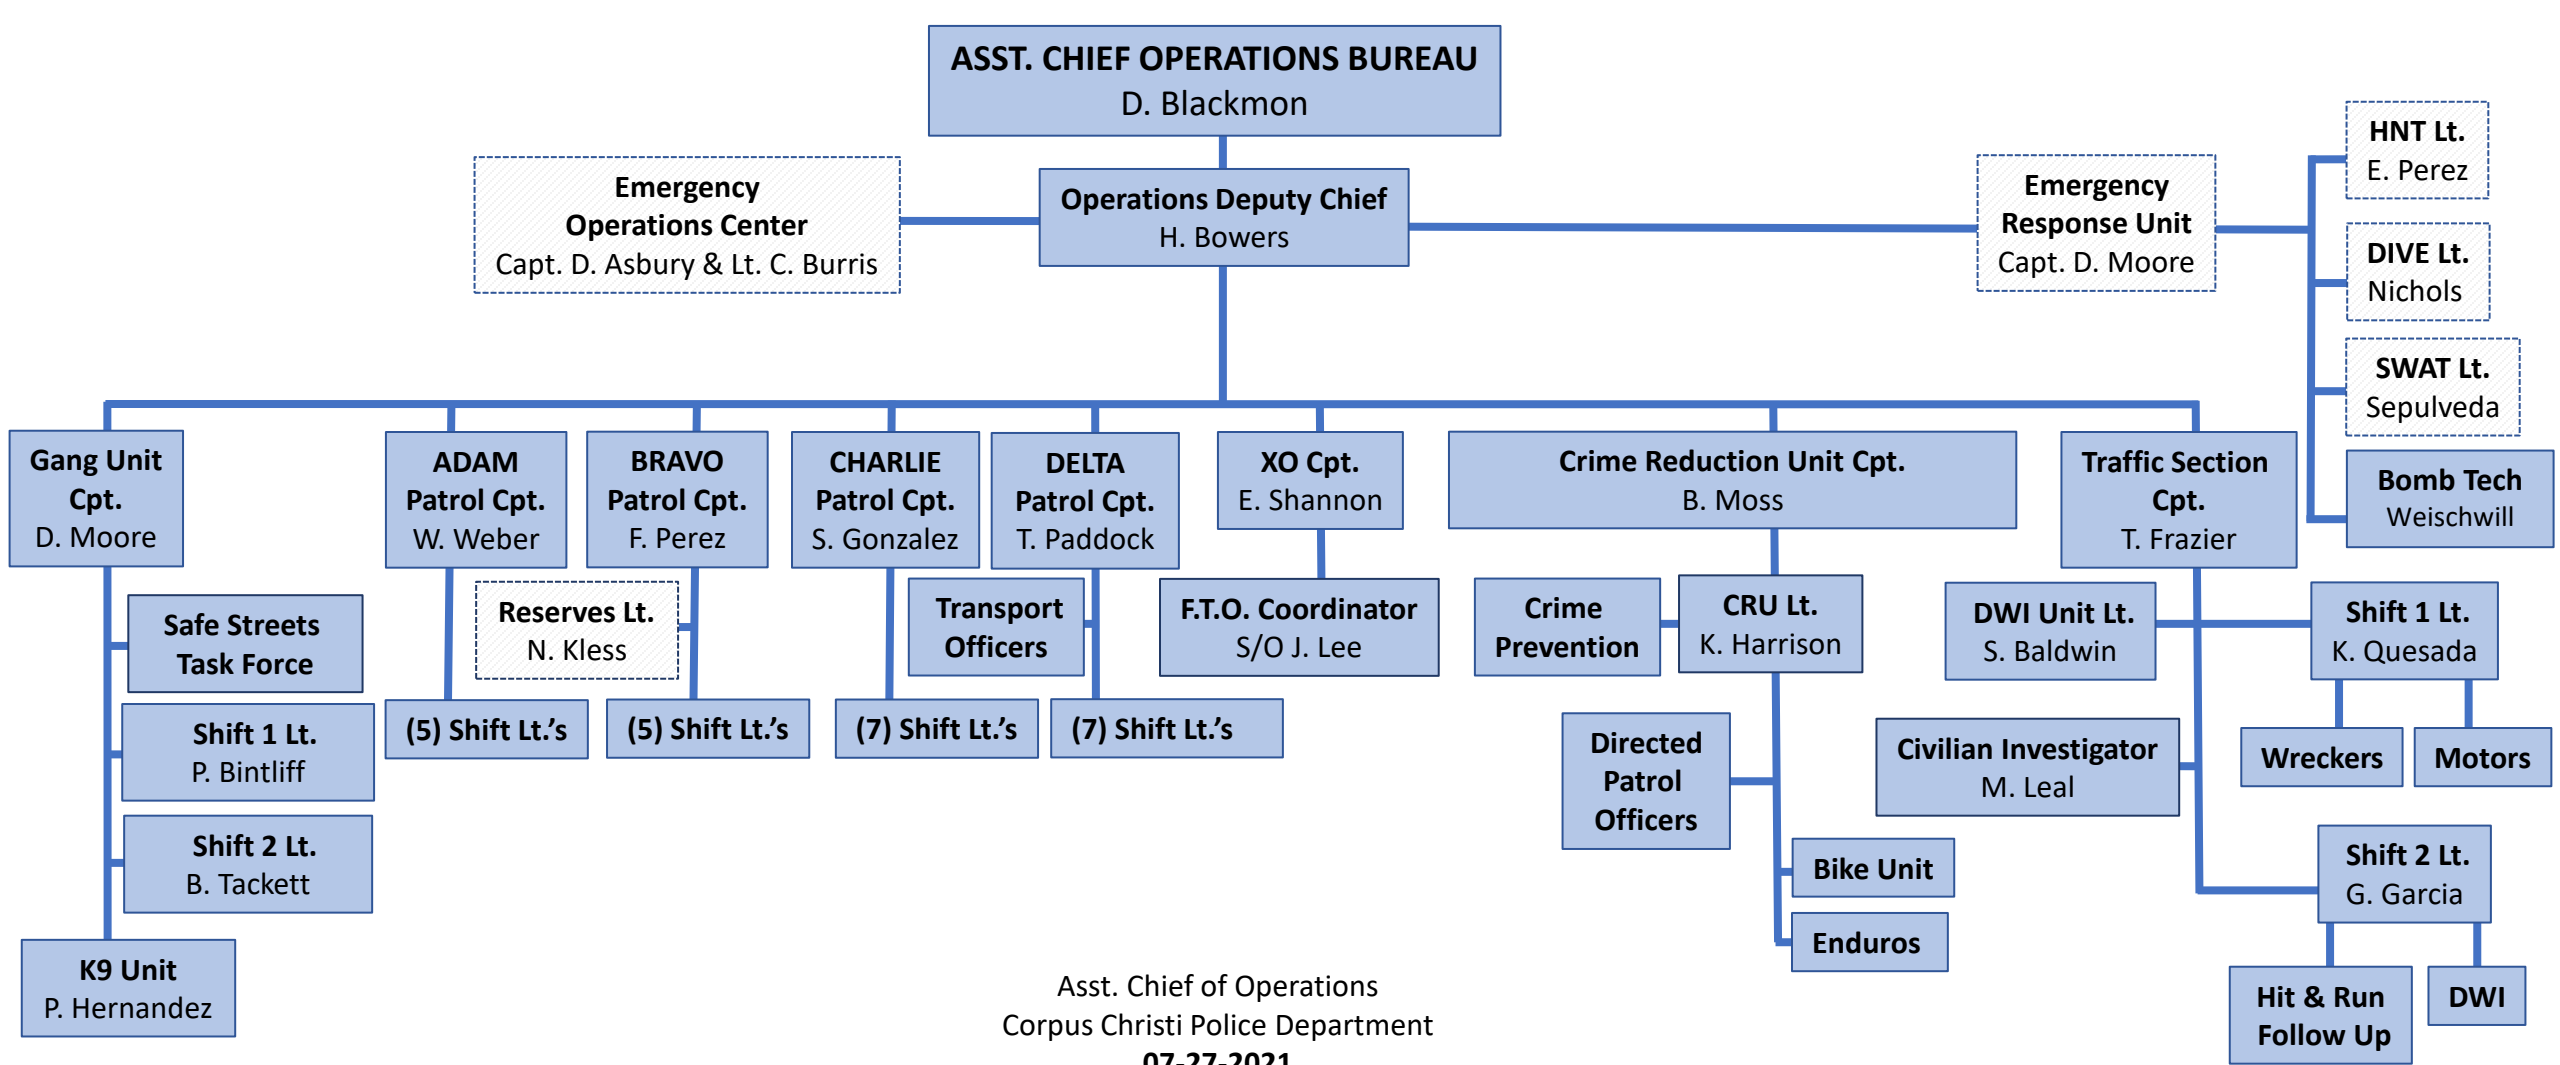 ASST. CHIEF OPERATIONS BUREAU
D. Blackmon
Emergency
Operations Center
Capt. D. Asbury & Lt. C. Burris
Operations Deputy Chief
H. Bowers
Emergency
Response Unit
Capt. D. Moore
HNT Lt.
E. Perez
DIVE Lt.
Nichols
SWAT Lt.
Sepulveda
Bomb Tech
Weischwill
Gang Unit
Cpt.
D. Moore
ADAM
Patrol Cpt.
W. Weber
BRAVO
Patrol Cpt.
F. Perez
CHARLIE
Patrol Cpt.
S. Gonzalez
DELTA
Patrol Cpt.
T. Paddock
XO Cpt.
E. Shannon
Crime Reduction Unit Cpt.
B. Moss
Traffic Section
Cpt.
T. Frazier
Safe Streets
Task Force
Shift 1 Lt.
P. Bintliff
Shift 2 Lt.
B. Tackett
K9 Unit
P. Hernandez
(5) Shift Lt.'s
Reserves Lt.
N. Kless
(5) Shift Lt.'s
(7) Shift Lt.'s
Transport
Officers
(7) Shift Lt.'s
F.T.O. Coordinator
S/O J. Lee
Crime
Prevention
CRU Lt.
K. Harrison
Directed
Patrol
Officers
Bike Unit
Enduros
DWI Unit Lt.
S. Baldwin
Shift 1 Lt.
K. Quesada
Wreckers
Motors
Civilian Investigator
M. Leal
Shift 2 Lt.
G. Garcia
Hit & Run
Follow Up
DWI
Asst. Chief of Operations
Corpus Christi Police Department
07-27-2021